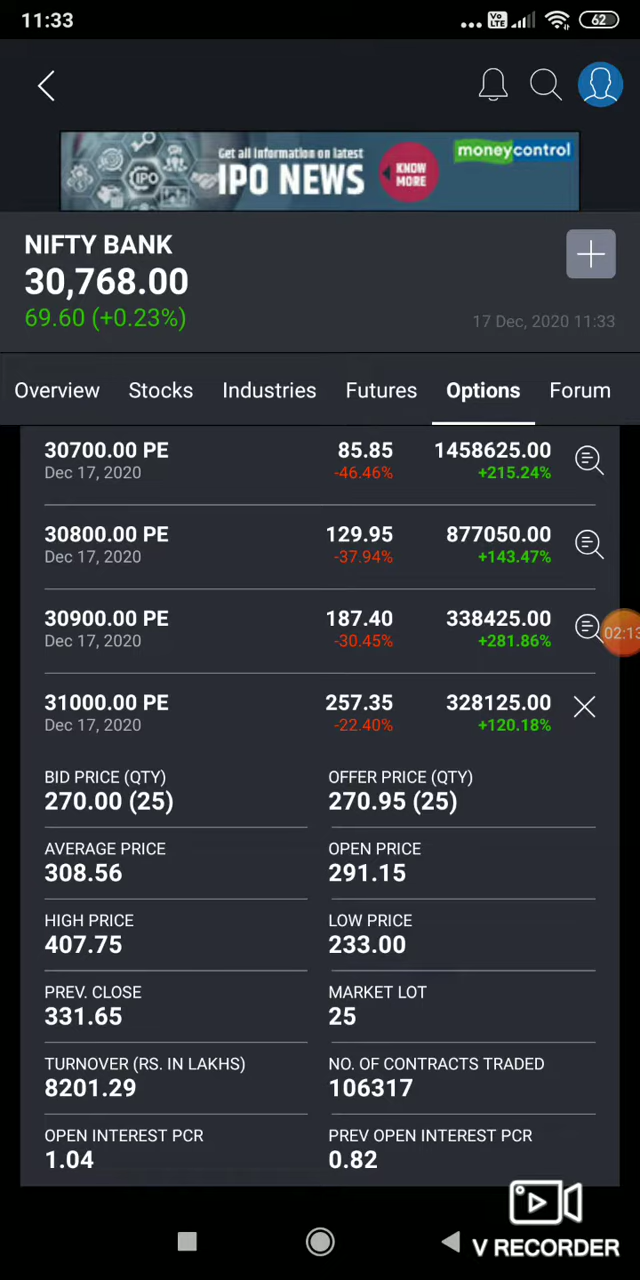 11:33
Vo LTE
62
IPO
Get all information on latest
IPO NEWS
KNOW MORE
moneycontrol
NIFTY BANK
30,768.00
69.60 (+0.23%)
17 Dec, 2020 11:33
Overview Stocks Industries Futures Options Forum
30700.00 PE 85.85 1458625.00
Dec 17, 2020 -46.46% +215.24%
30800.00 PE 129.95 877050.00
Dec 17, 2020 -37.94% +143.47%
30900.00 PE 187.40 338425.00
Dec 17, 2020 -30.45% +281.86%
02:13
31000.00 PE 257.35 328125.00
Dec 17, 2020 -22.40% +120.18%
BID PRICE (QTY) OFFER PRICE (QTY)
270.00 (25) 270.95 (25)
AVERAGE PRICE OPEN PRICE
308.56 291.15
HIGH PRICE LOW PRICE
407.75 233.00
PREV. CLOSE MARKET LOT
331.65 25
TURNOVER (RS. IN LAKHS) NO. OF CONTRACTS TRADED
8201.29 106317
OPEN INTEREST PCR PREV OPEN INTEREST PCR
1.04 0.82
V RECORDER